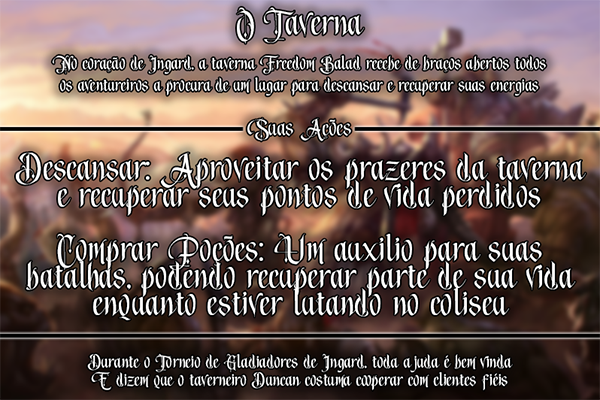 O Taverna
No coração de Ingard, a taverna Freedom Balad recebe de braços abertos todos
os aventureiros a procura de um lugar para descansar e recuperar suas energias
Suas Ações
Descansar: Aproveitar os prazeres da taverna
e recuperar seus pontos de vida perdidos
Comprar Poções: Um auxilio para suas
batalhas, podendo recuperar parte de sua vida
enquanto estiver lutando no coliseu
Durante o Torneio de Gladiadores de Ingard, toda ajuda é bem vinda
E dizem que o taverneiro Duncan costuma cooperar com clientes fiéis